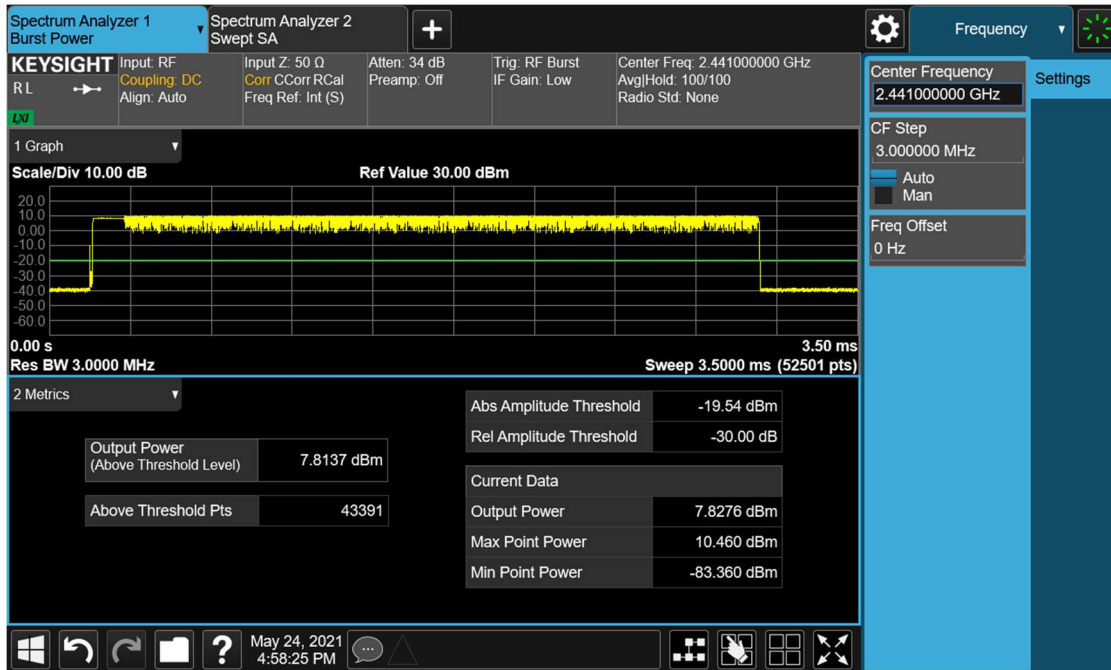 Spectrum Analyzer 1
Burst Power
Spectrum Analyzer 2
Swept SA
Frequency
KEYSIGHT
RL
LXI
Input: RF
Coupling: DC
Align: Auto
Input Z: 50 Ω
Corr CCorr RCal
Freq Ref: Int (S)
Atten: 34 dB
Preamp: Off
Trig: RF Burst
IF Gain: Low
Center Freq: 2.441000000 GHz
Avg|Hold: 100/100
Radio Std: None
Center Frequency
2.441000000 GHz
Settings
CF Step
3.000000 MHz
Auto
Man
Freq Offset
0 Hz
1 Graph
Scale/Div 10.00 dB
Ref Value 30.00 dBm
20.0
10.0
0.00
-10.0
-20.0
-30.0
-40.0
-50.0
-60.0
0.00 s
3.50 ms
Res BW 3.0000 MHz
Sweep 3.5000 ms (52501 pts)
2 Metrics
Output Power
(Above Threshold Level)
7.8137 dBm
Above Threshold Pts
43391
Abs Amplitude Threshold
-19.54 dBm
Rel Amplitude Threshold
-30.00 dB
Current Data
Output Power
7.8276 dBm
Max Point Power
10.460 dBm
Min Point Power
-83.360 dBm
May 24, 2021
4:58:25 PM